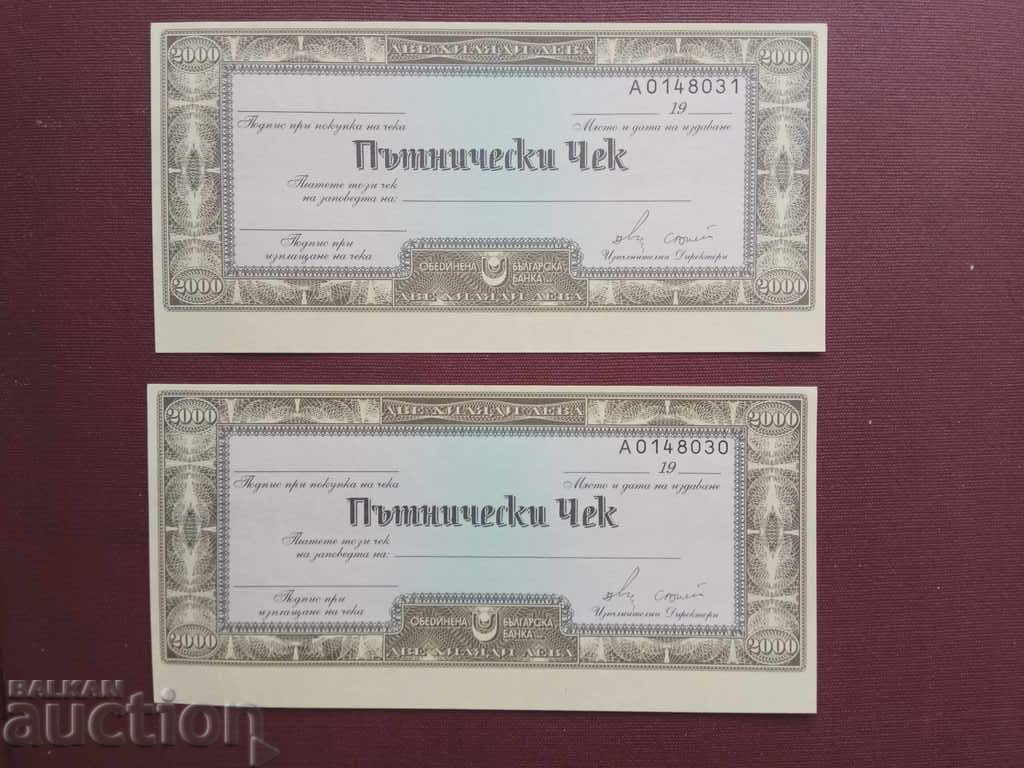 2000 ДВЕ ХИЛЯДИ ЛЕВА 2000
А0148031
19
Подпис при покупка на чека
Място и дата на издаване
Пътнически Чек
Платете този чек
на заповедта на:
Подпис при
изплащане на чека
Изпълнителни Директори
ОБЕДИНЕНА БЪЛГАРСКА
БАНКА
2000 ДВЕ ХИЛЯДИ ЛЕВА 2000
2000 ДВЕ ХИЛЯДИ ЛЕВА 2000
А0148030
19
Подпис при покупка на чека
Място и дата на издаване
Пътнически Чек
Платете този чек
на заповедта на:
Подпис при
изплащане на чека
Изпълнителни Директори
ОБЕДИНЕНА БЪЛГАРСКА
БАНКА
2000 ДВЕ ХИЛЯДИ ЛЕВА 2000
BALKAN
auction